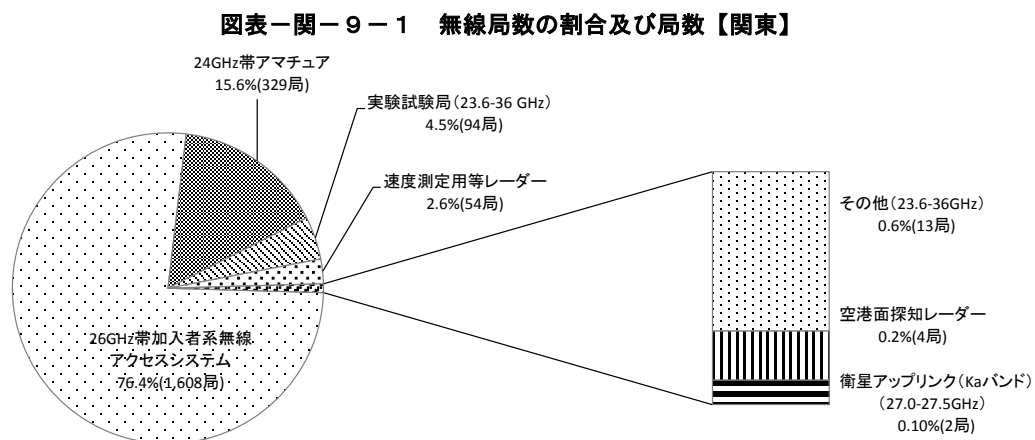 図表－関－９－１　無線局数の割合及び局数【関東】
24GHz帯アマチュア
15.6%(329局)
実験試験局（23.6-36 GHz）
4.5%(94局)
速度測定用等レーダー
2.6%(54局)
26GHz帯加入者系無線
アクセスシステム
76.4%(1,608局)
その他（23.6-36GHz）
0.6%(13局)
空港面探知レーダー
0.2%(4局)
衛星アップリンク（Kaバンド）
（27.0-27.5GHz）
0.10%(2局)